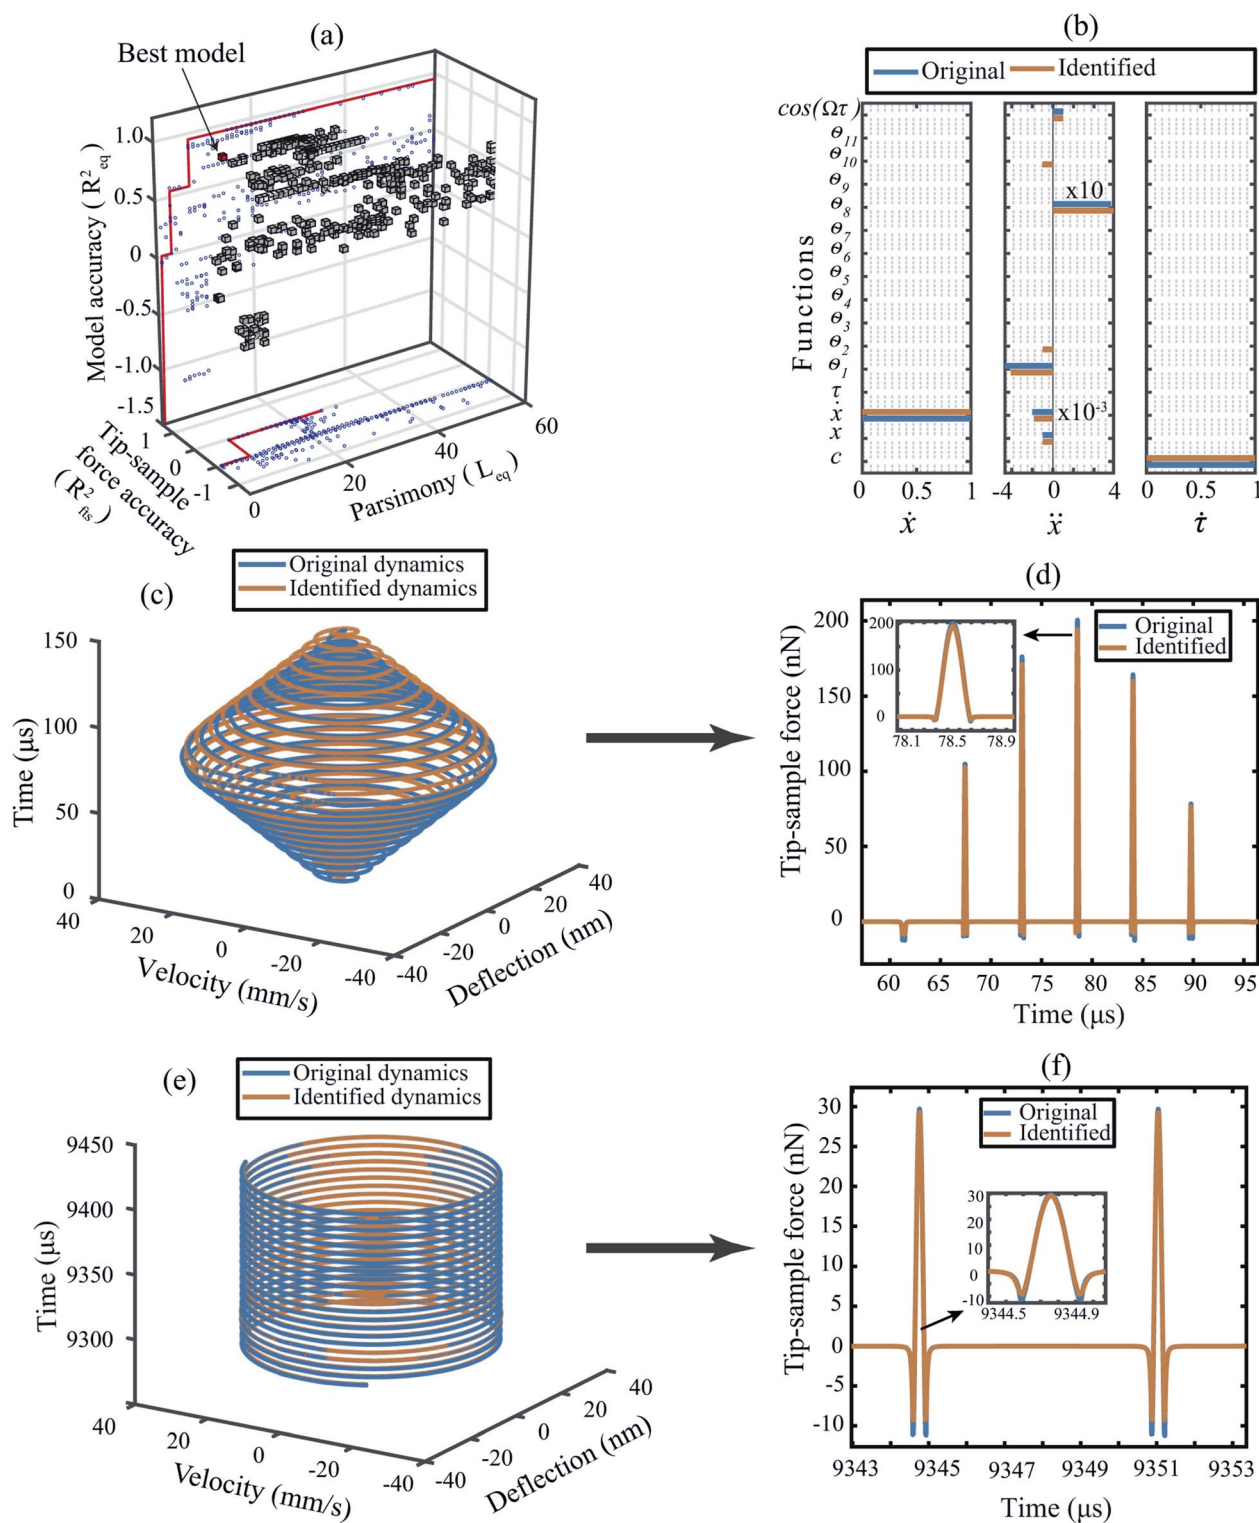 (a)
Best model
1.0
0.5
0
-0.5
-1.0
-1.5
Model accuracy ( R²eq )
1
0
-1
Tip-sample
force accuracy
( R²fts )
0
20
40
60
Parsimony ( Leq )
(b)
Original
Identified
cos(Ωτ)
Θ11
Θ10
Θ9
Θ8
Θ7
Θ6
Θ5
Θ4
Θ3
Θ2
Θ1
τ
ẋ
x
c
Functions
x10
x10-3
0 0.5 1
-4 0 4
0 0.5 1
ẋ
ẍ
τ̇
(c)
Original dynamics
Identified dynamics
150
100
50
0
Time (µs)
40
20
0
-20
-40
Velocity (mm/s)
-40
-20
0
20
40
Deflection (nm)
(d)
Original
Identified
200
150
100
50
0
Tip-sample force (nN)
200
100
0
78.1 78.5 78.9
60 65 70 75 80 85 90 95
Time (µs)
(e)
Original dynamics
Identified dynamics
9450
9400
9350
9300
Time (µs)
40
20
0
-20
-40
Velocity (mm/s)
-40
-20
0
20
40
Deflection (nm)
(f)
Original
Identified
30
25
20
15
10
5
0
-5
-10
Tip-sample force (nN)
30
20
10
0
-10
9344.5 9344.9
9343 9345 9347 9349 9351 9353
Time (µs)